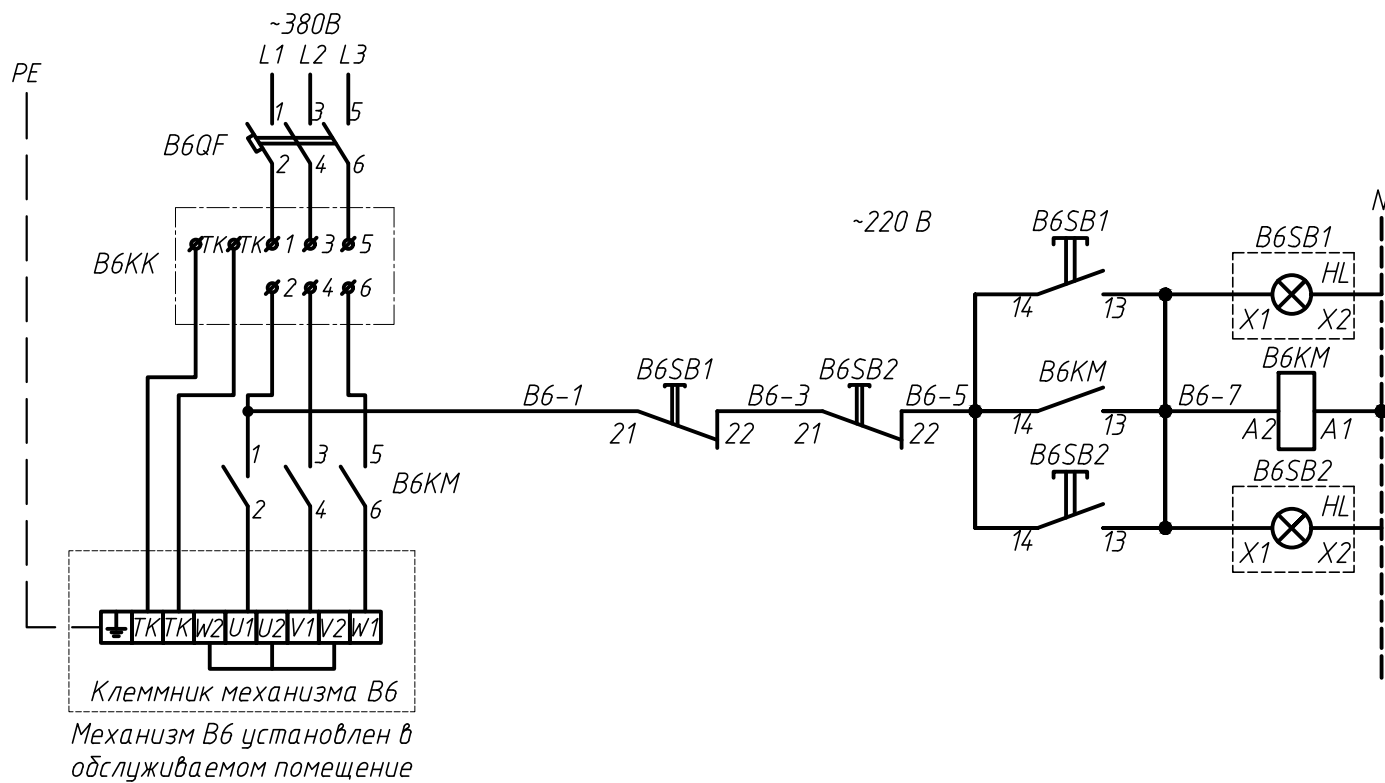 ~380В
L1 L2 L3
PE
1 3 5
B6QF
2 4 6
~220 В
B6SB1
N
B6SB1
B6KK
TK TK 1 3 5
HL
2 4 6
14 13
X1 X2
B6SB1
B6SB2
B6KM
B6KM
B6-1
B6-3
B6-5
B6-7
21 22
21 22
14 13
A2 A1
1 3 5
B6SB2
B6SB2
B6KM
HL
2 4 6
14 13
X1 X2
TK TK W2 U1 U2 V1 V2 W1
Клеммник механизма В6
Механизм В6 установлен в
обслуживаемом помещение